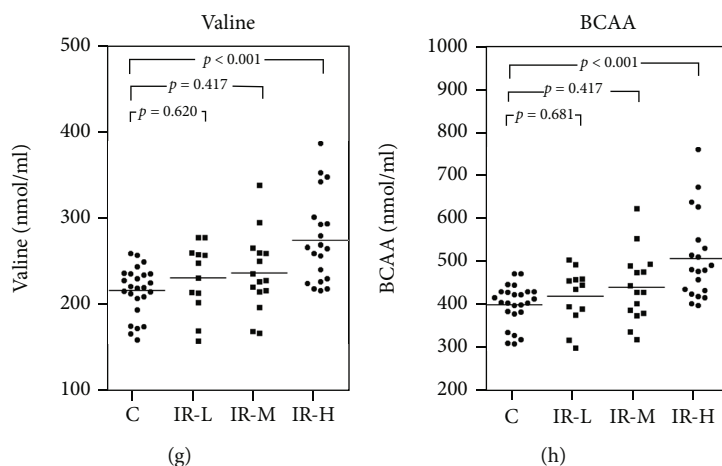 Valine
500
400
300
200
100
Valine (nmol/ml)
p < 0.001
p = 0.417
p = 0.620
C IR-L IR-M IR-H
(g)
BCAA
1000
900
800
700
600
500
400
300
200
BCAA (nmol/ml)
p < 0.001
p = 0.417
p = 0.681
C IR-L IR-M IR-H
(h)